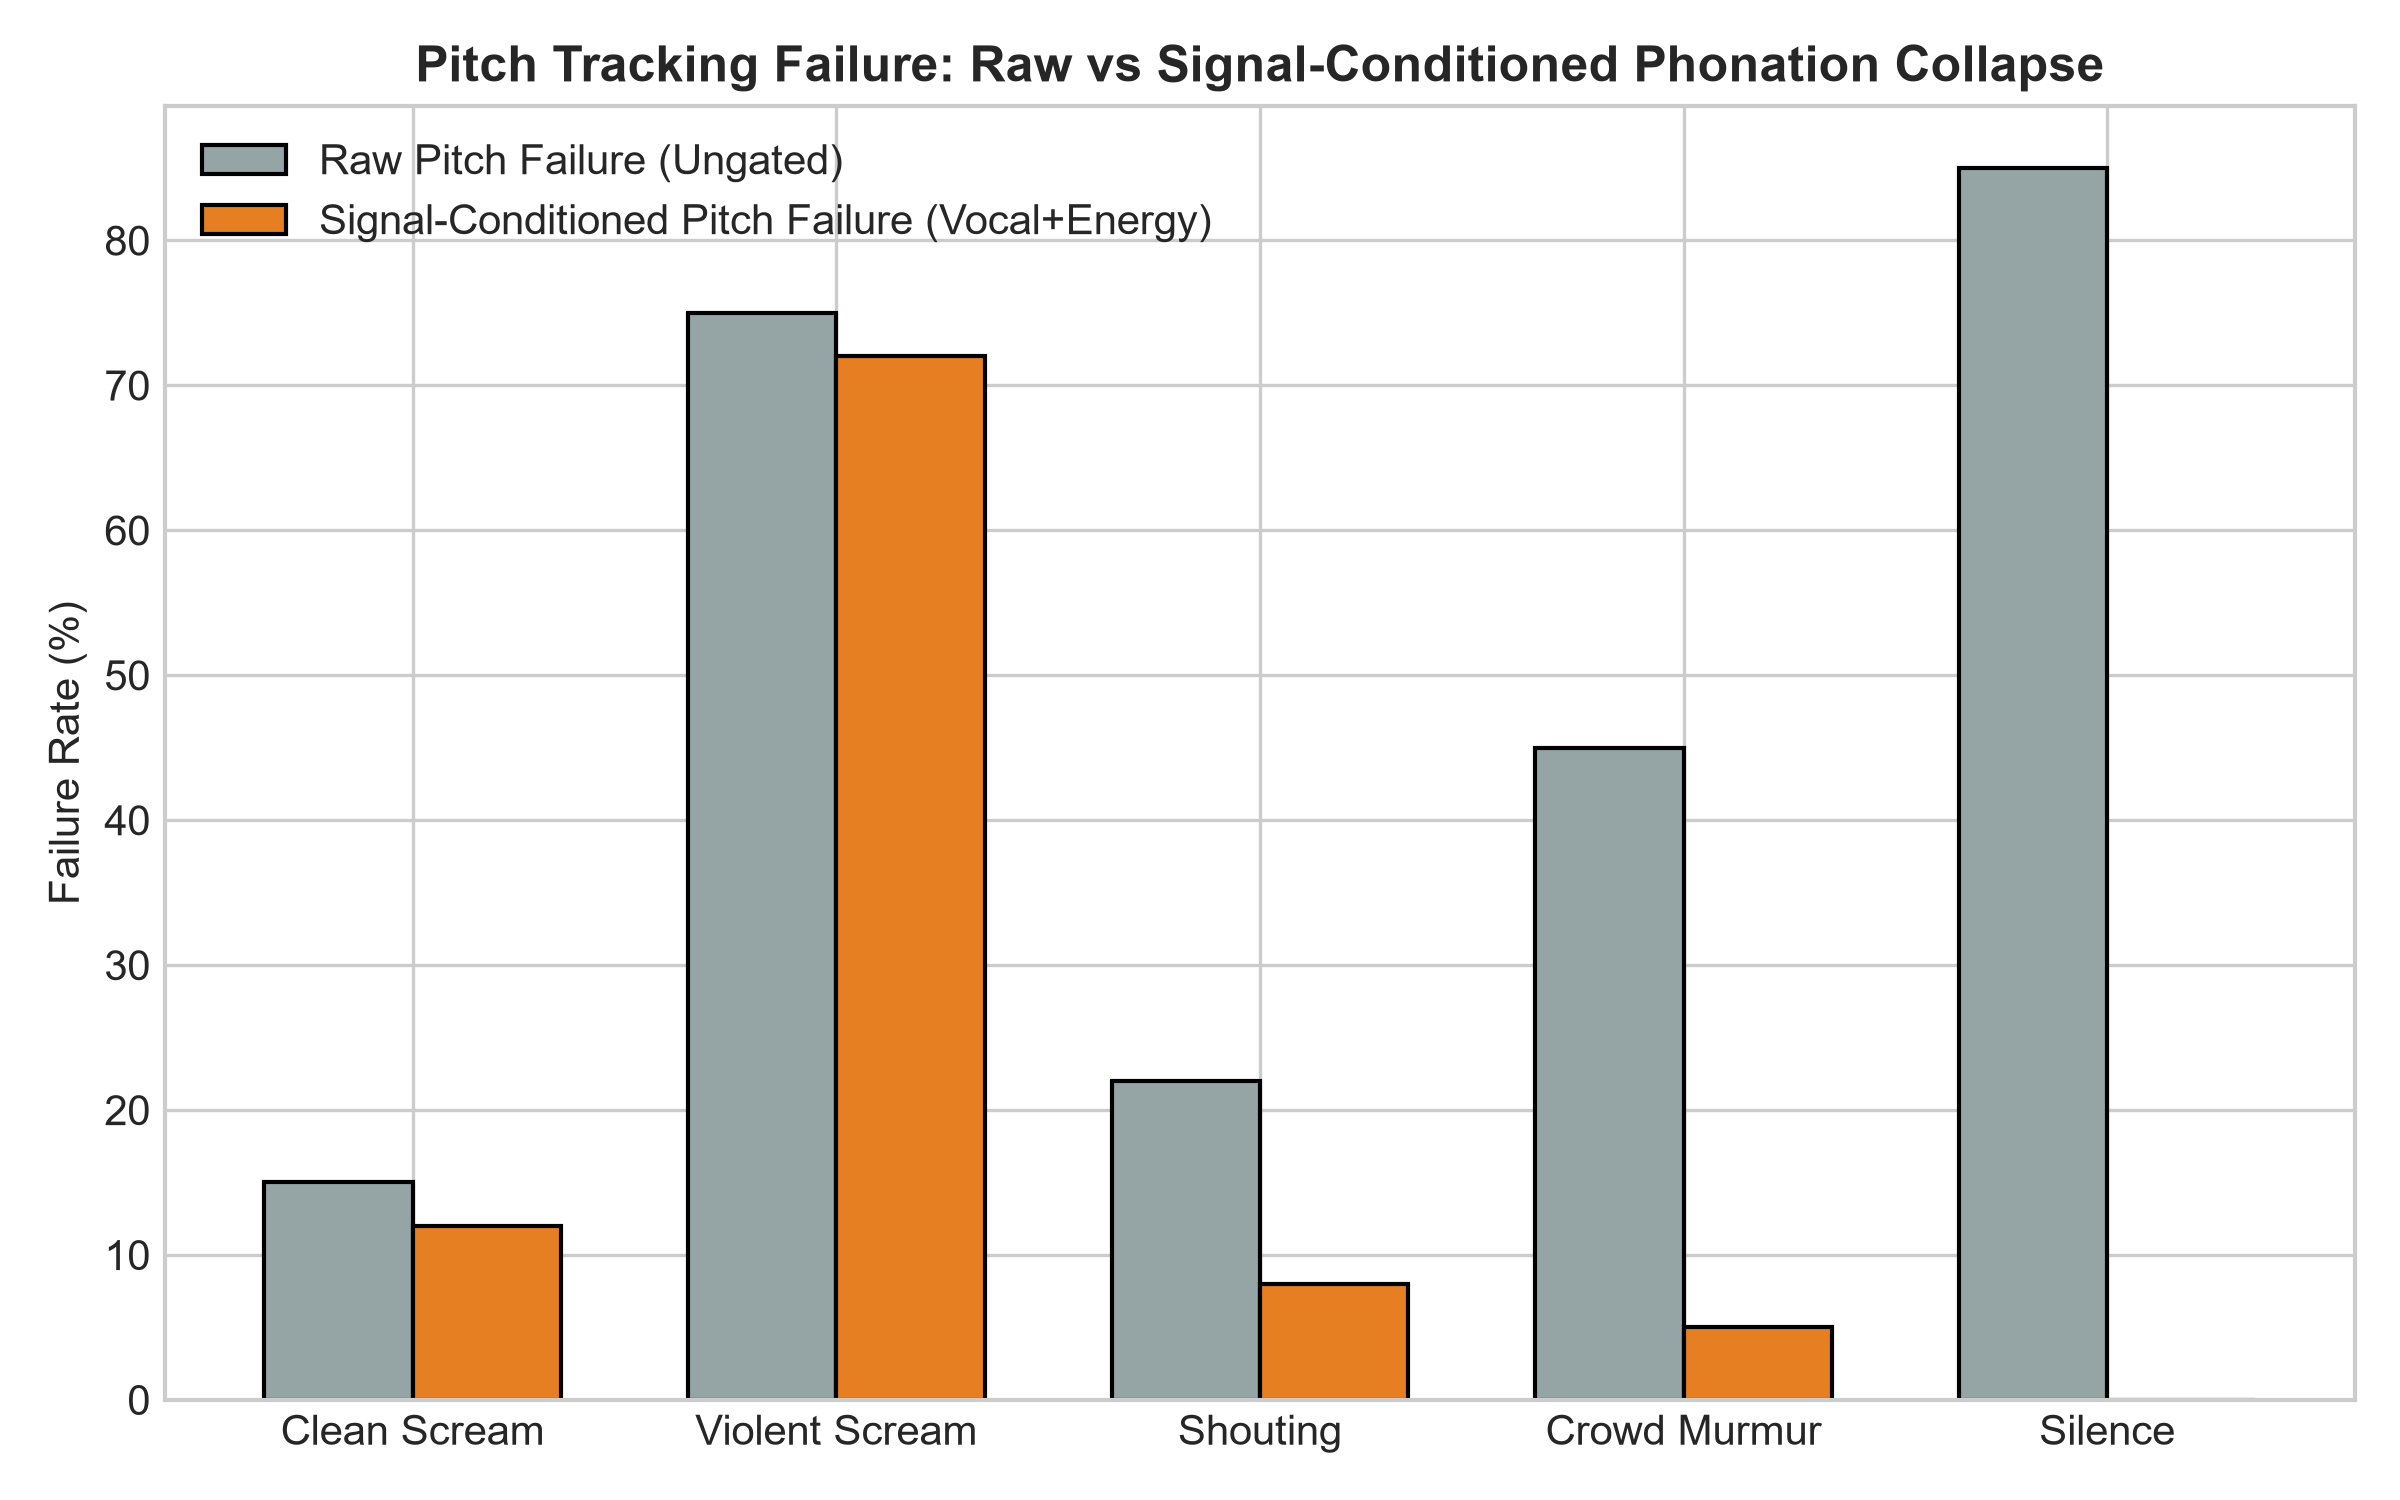 Pitch Tracking Failure: Raw vs Signal-Conditioned Phonation Collapse
Raw Pitch Failure (Ungated)
Signal-Conditioned Pitch Failure (Vocal+Energy)
Failure Rate (%)
80
70
60
50
40
30
20
10
0
Clean Scream
Violent Scream
Shouting
Crowd Murmur
Silence